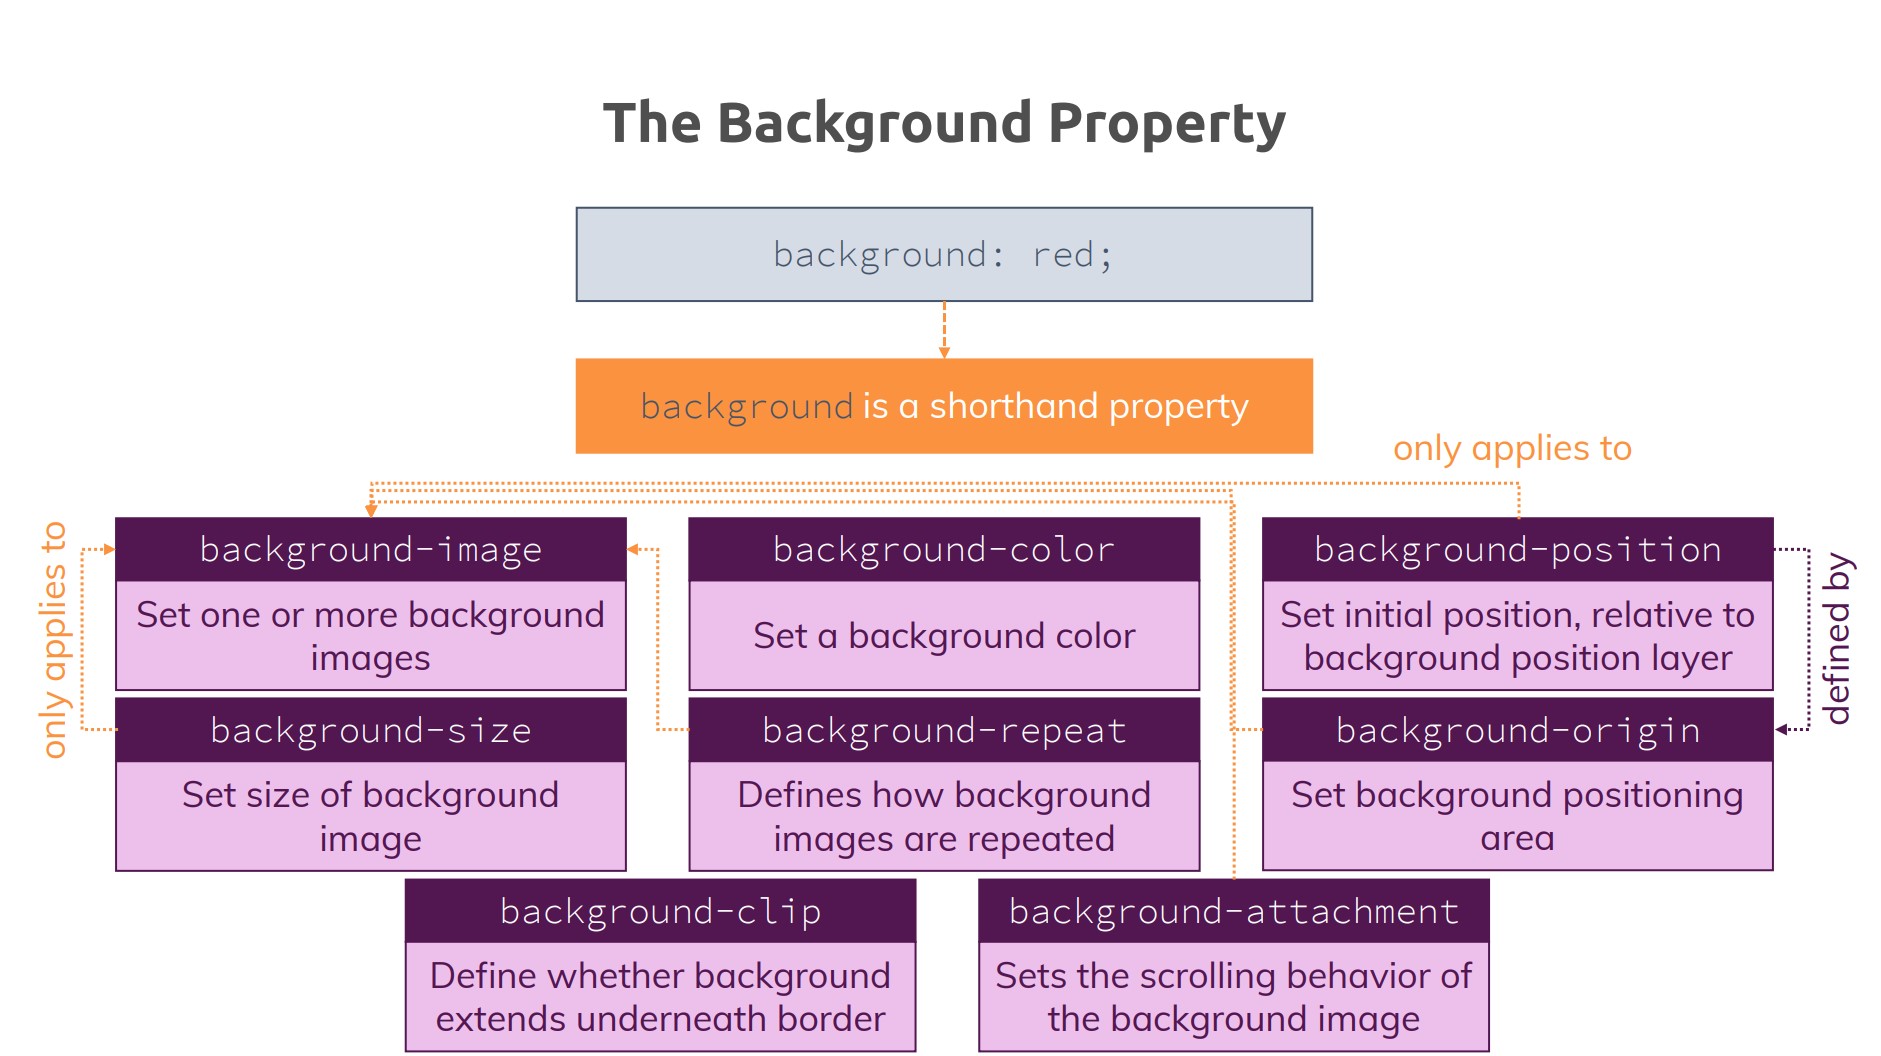 The Background Property
background: red;
background is a shorthand property
only applies to
only applies to
background-image
Set one or more background
images
background-color
Set a background color
background-position
Set initial position, relative to
background position layer
defined by
background-size
Set size of background
image
background-repeat
Defines how background
images are repeated
background-origin
Set background positioning
area
background-clip
Define whether background
extends underneath border
background-attachment
Sets the scrolling behavior of
the background image